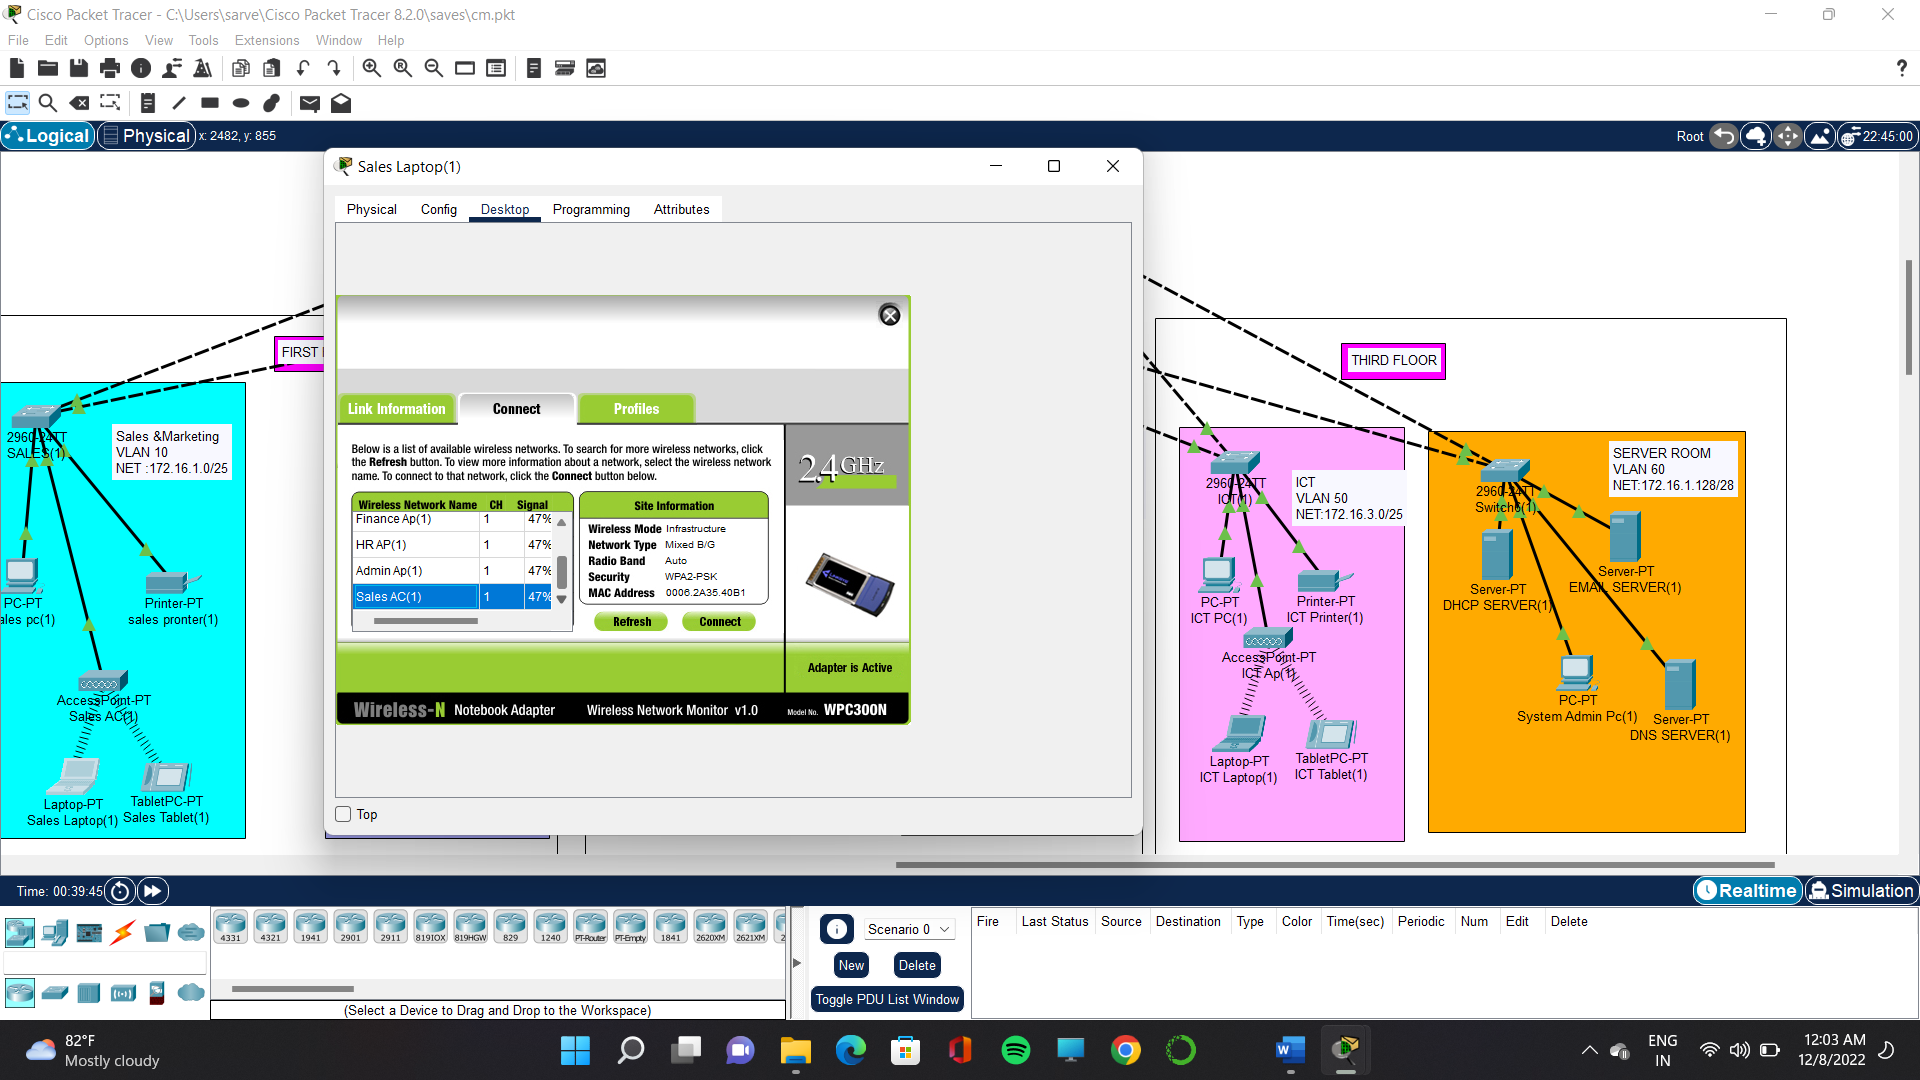 Cisco Packet Tracer - C:\Users\sarve\Cisco Packet Tracer 8.2.0\saves\cm.pkt
File Edit Options View Tools Extensions Window Help
Logical Physical x: 2482, y: 855 Root 22:45:00
Sales Laptop(1)
Physical Config Desktop Programming Attributes
FIRST
Link Information Connect Profiles
Below is a list of available wireless networks. To search for more wireless networks, click
the Refresh button. To view more information about a network, select the wireless network
name. To connect to that network, click the Connect button below.
2.4GHz
Wireless Network Name CH Signal
Finance Ap(1) 1 47%
HR AP(1) 1 47%
Admin Ap(1) 1 47%
Sales AC(1) 1 47%
Site Information
Wireless Mode Infrastructure
Network Type Mixed B/G
Radio Band Auto
Security WPA2-PSK
MAC Address 0006.2A35.40B1
Refresh Connect
Adapter is Active
Wireless-N Notebook Adapter Wireless Network Monitor v1.0 Model No. WPC300N
Top
2960-24TT
SALES(1)
Sales &Marketing
VLAN 10
NET :172.16.1.0/25
PC-PT
ales pc(1)
Printer-PT
sales pronter(1)
AccessPoint-PT
Sales AC(1)
Laptop-PT
Sales Laptop(1)
TabletPC-PT
Sales Tablet(1)
THIRD FLOOR
2960-24TT
ICT(1)
ICT
VLAN 50
NET:172.16.3.0/25
PC-PT
ICT PC(1)
Printer-PT
ICT Printer(1)
AccessPoint-PT
ICT Ap(1)
Laptop-PT
ICT Laptop(1)
TabletPC-PT
ICT Tablet(1)
2960-24TT
Switch6(1)
SERVER ROOM
VLAN 60
NET:172.16.1.128/28
Server-PT
DHCP SERVER(1)
Server-PT
EMAIL SERVER(1)
PC-PT
System Admin Pc(1)
Server-PT
DNS SERVER(1)
Time: 00:39:45 Realtime Simulation
4331 4321 1941 2901 2911 819IOX 819HGW 829 1240 PT-Router PT-Empty 1841 2620XM 2621XM 2
(Select a Device to Drag and Drop to the Workspace)
Scenario 0
New Delete
Toggle PDU List Window
Fire Last Status Source Destination Type Color Time(sec) Periodic Num Edit Delete
82°F
Mostly cloudy
ENG
IN
12:03 AM
12/8/2022